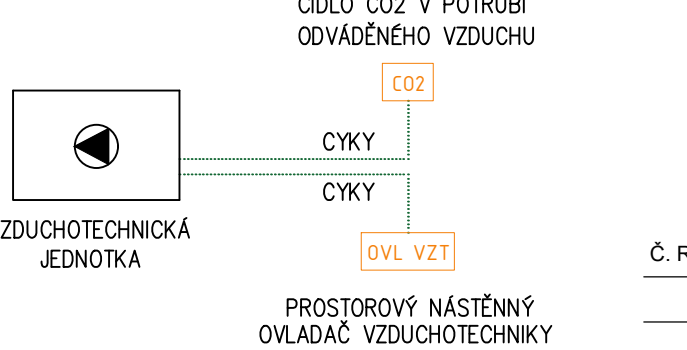 ČIDLO CO2 V POTRUBÍ
ODVÁDĚNÉHO VZDUCHU
CO2
CYKY
CYKY
ZDUCHOTECHNICKÁ
JEDNOTKA
OVL VZT
Č. R
PROSTOROVÝ NÁSTĚNNÝ
OVLADAČ VZDUCHOTECHNIKY